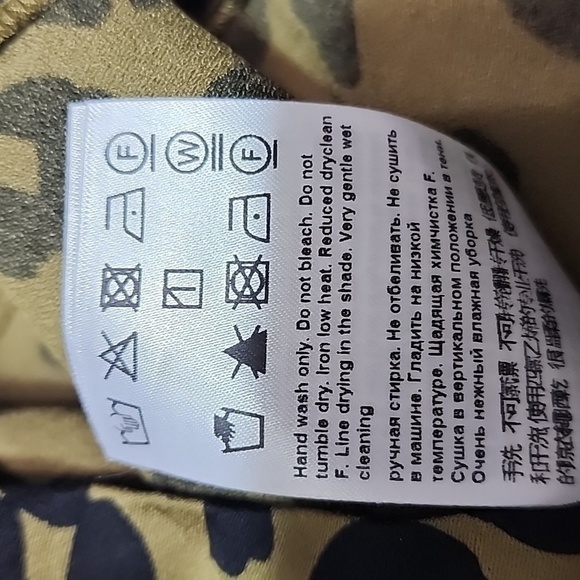 F W F
Hand wash only. Do not bleach. Do not
tumble dry. Iron low heat. Reduced dryclean
F. Line drying in the shade. Very gentle wet
cleaning
ручная стирка. Не отбеливать. Не сушить
в машине. Гладить на низкой
температуре. Щадящая химчистка F.
Сушка в вертикальном положении в тени.
Очень нежный влажная уборка
手洗 不可